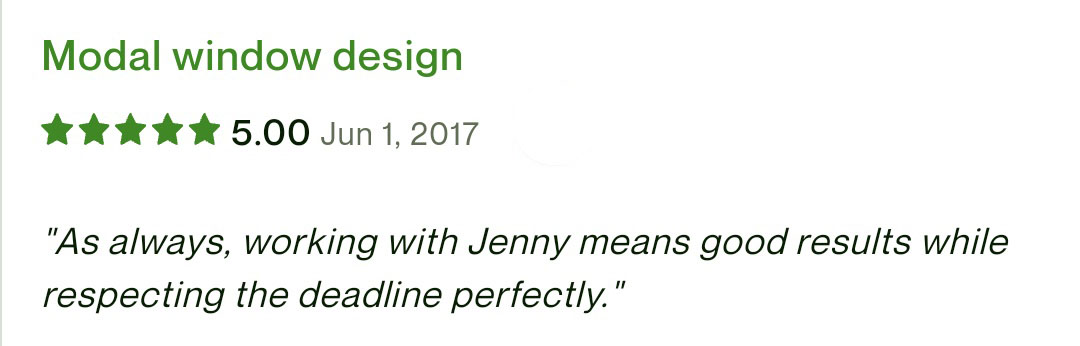 Modal window design
5.00 Jun 1, 2017
"As always, working with Jenny means good results while
respecting the deadline perfectly."